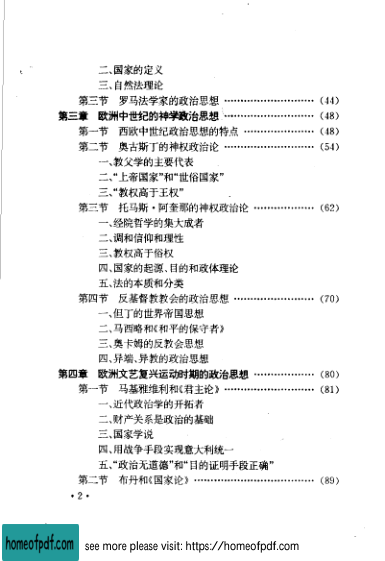 二、国家的定义
三、自然法理论
第三节 罗马法学家的政治思想 ……………………… (44)
第三章 欧洲中世纪的神学政治思想 ……………………… (48)
第一节 西欧中世纪政治思想的特点 ………………… (48)
第二节 奥古斯丁的神权政治论 ……………………… (54)
一、教父学的主要代表
二、“上帝国家”和“世俗国家”
三、“教权高于王权”
第三节 托马斯·阿奎那的神权政治论 ……………… (62)
一、经院哲学的集大成者
二、调和信仰和理性
三、教权高于俗权
四、国家的起源、目的和政体理论
五、法的本质和分类
第四节 反基督教教会的政治思想 …………………… (70)
一、但丁的世界帝国思想
二、马西略和《和平的保守者》
三、奥卡姆的反教会思想
四、异端、异教的政治思想
第四章 欧洲文艺复兴运动时期的政治思想 ……………… (80)
第一节 马基雅维利和《君主论》 ……………………… (81)
一、近代政治学的开拓者
二、财产关系是政治的基础
三、国家学说
四、用战争手段实现意大利统一
五、“政治无道德”和“目的证明手段正确”
第二节 布丹和《国家论》 ……………………………… (89)
·2·
homeofpdf.com see more please visit: https://homeofpdf.com